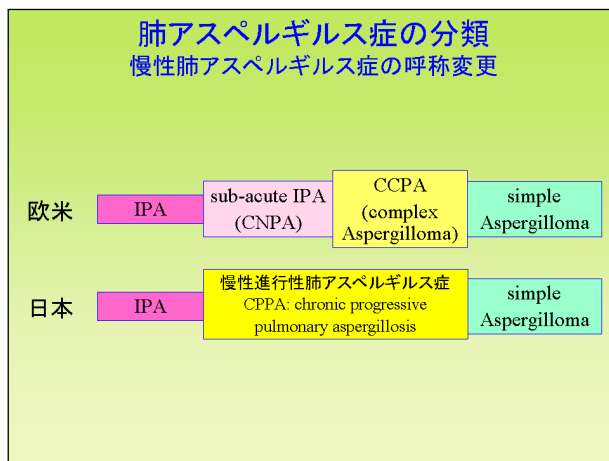 肺アスペルギルス症の分類
慢性肺アスペルギルス症の呼称変更
欧米
IPA
sub-acute IPA
(CNPA)
CCPA
(complex
Aspergilloma)
simple
Aspergilloma
日本
IPA
慢性進行性肺アスペルギルス症
CPPA: chronic progressive
pulmonary aspergillosis
simple
Aspergilloma